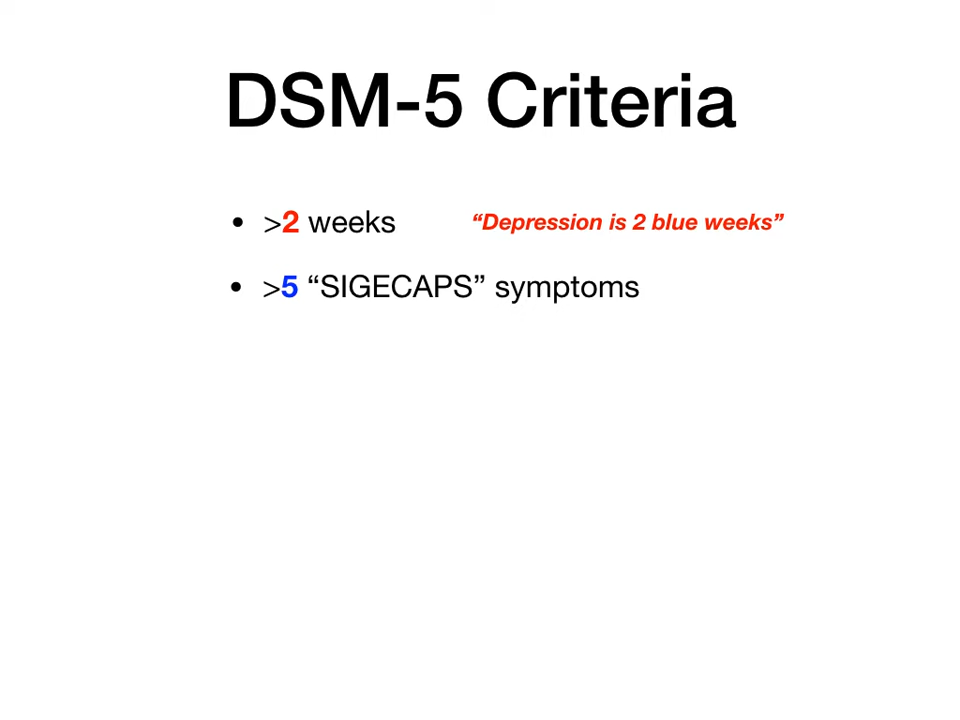 DSM-5 Criteria
• >2 weeks “Depression is 2 blue weeks”
• >5 “SIGECAPS” symptoms